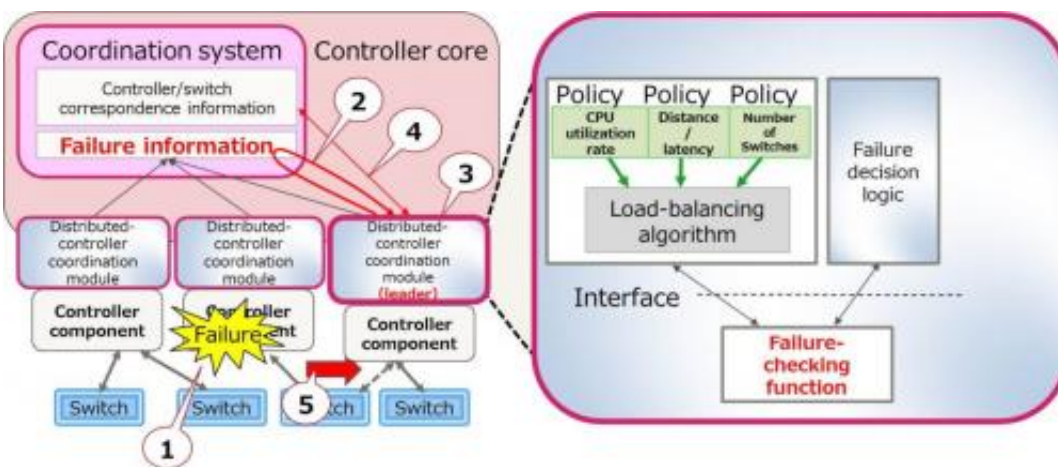 Coordination system
Controller core
Controller/switch
correspondence information
Failure information
2
4
3
Distributed-
controller
coordination
module
Distributed-
controller
coordination
module
Distributed-
controller
coordination
module
(leader)
Controller
component
Controller
component
Failure
Controller
component
5
Switch
Switch
Switch
Switch
1
Policy
Policy
Policy
CPU
utilization
rate
Distance
/
latency
Number
of
Switches
Load-balancing
algorithm
Failure
decision
logic
Interface
Failure-
checking
function